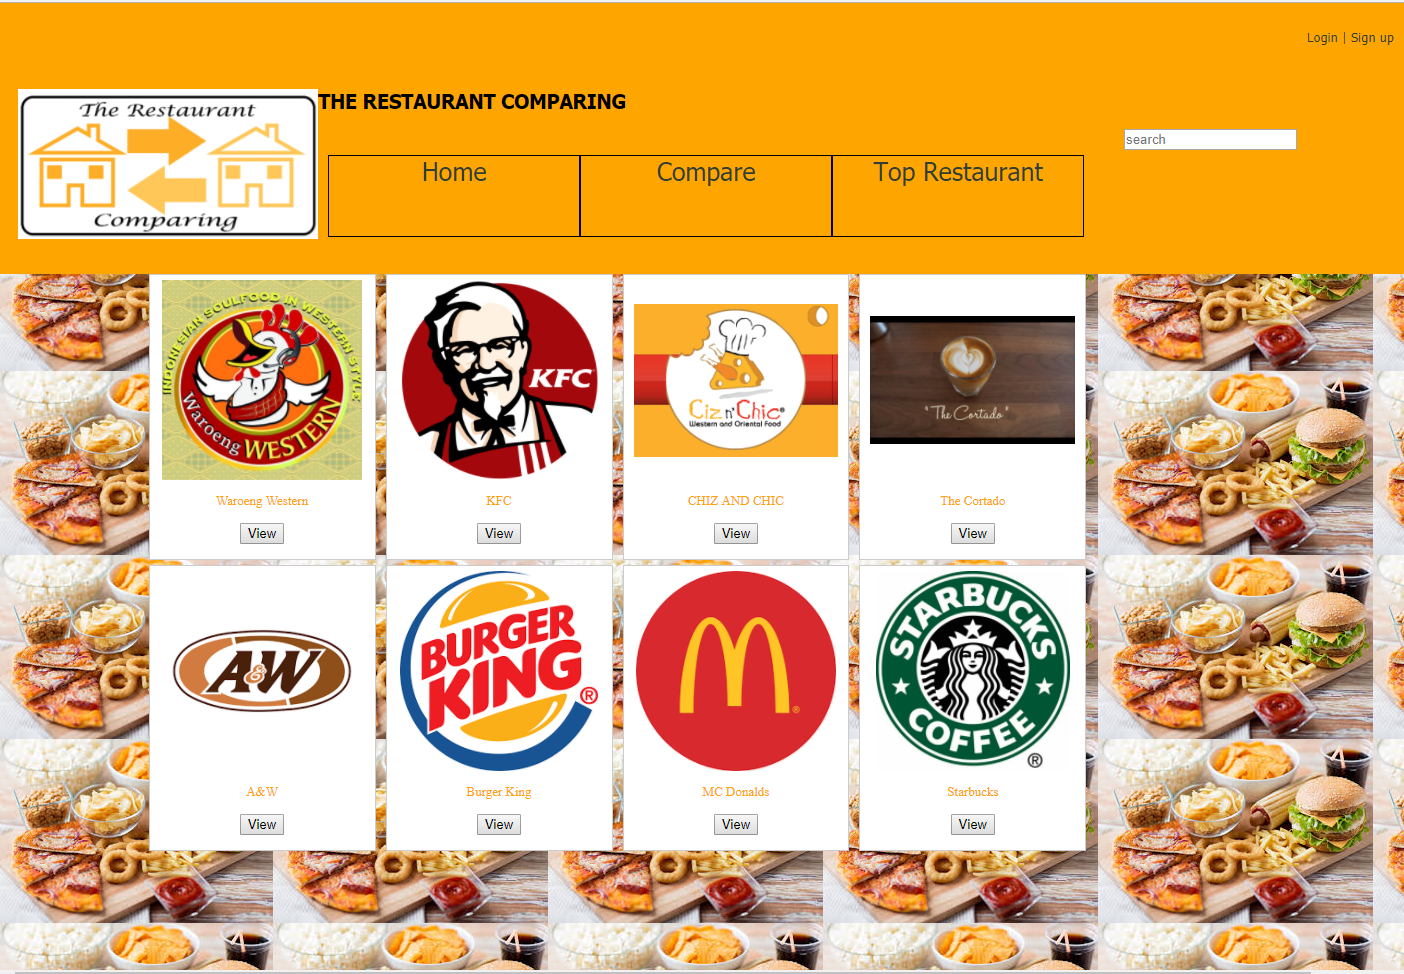 Login | Sign up
The Restaurant
Comparing
THE RESTAURANT COMPARING
search
Home
Compare
Top Restaurant
INDONESIAN SOULFOOD IN WESTERN STYLE
Waroeng
WESTERN
KFC
Ciz n' Chic®
Western and Oriental Food
"The Cortado"
Waroeng Western
KFC
CHIZ AND CHIC
The Cortado
View
View
View
View
A&W
BURGER
KING®
®
STARBUCKS
COFFEE
®
A&W
Burger King
MC Donalds
Starbucks
View
View
View
View